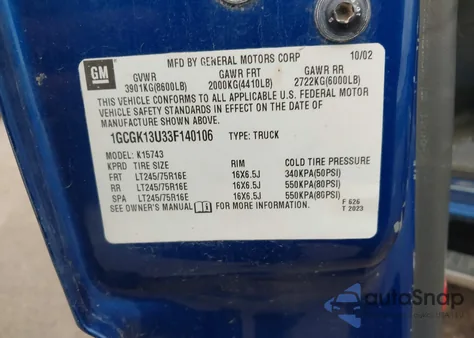 GM
MFD BY GENERAL MOTORS CORP 10/02
GVWR GAWR FRT GAWR RR
3901KG(8600LB) 2000KG(4410LB) 2722KG(6000LB)
THIS VEHICLE CONFORMS TO ALL APPLICABLE U.S. FEDERAL MOTOR
VEHICLE SAFETY STANDARDS IN EFFECT ON THE DATE OF
MANUFACTURE SHOWN ABOVE.
1GCGK13U33F140106 TYPE: TRUCK
MODEL: K15743
KPRD TIRE SIZE RIM COLD TIRE PRESSURE
FRT LT245/75R16E 16X6.5J 340KPA(50PSI)
RR LT245/75R16E 16X6.5J 550KPA(80PSI)
SPA LT245/75R16E 16X6.5J 550KPA(80PSI)
SEE OWNER'S MANUAL FOR MORE INFORMATION.
F 626
T 2023
autoSnap